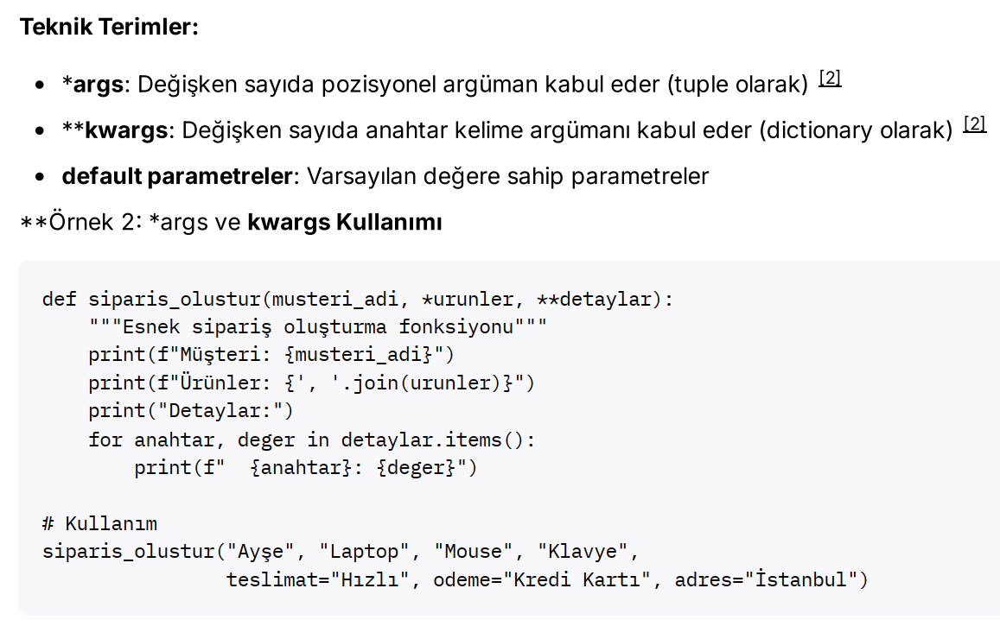 Teknik Terimler:
• *args: Değişken sayıda pozisyonel argüman kabul eder (tuple olarak) [2]
• **kwargs: Değişken sayıda anahtar kelime argümanı kabul eder (dictionary olarak) [2]
• default parametreler: Varsayılan değere sahip parametreler
**Örnek 2: *args ve kwargs Kullanımı
def siparis_olustur(musteri_adi, *urunler, **detaylar):
    """Esnek sipariş oluşturma fonksiyonu"""
    print(f"Müşteri: {musteri_adi}")
    print(f"Ürünler: {', '.join(urunler)}")
    print("Detaylar:")
    for anahtar, deger in detaylar.items():
        print(f"  {anahtar}: {deger}")

# Kullanım
siparis_olustur("Ayşe", "Laptop", "Mouse", "Klavye",
                teslimat="Hızlı", odeme="Kredi Kartı", adres="İstanbul")